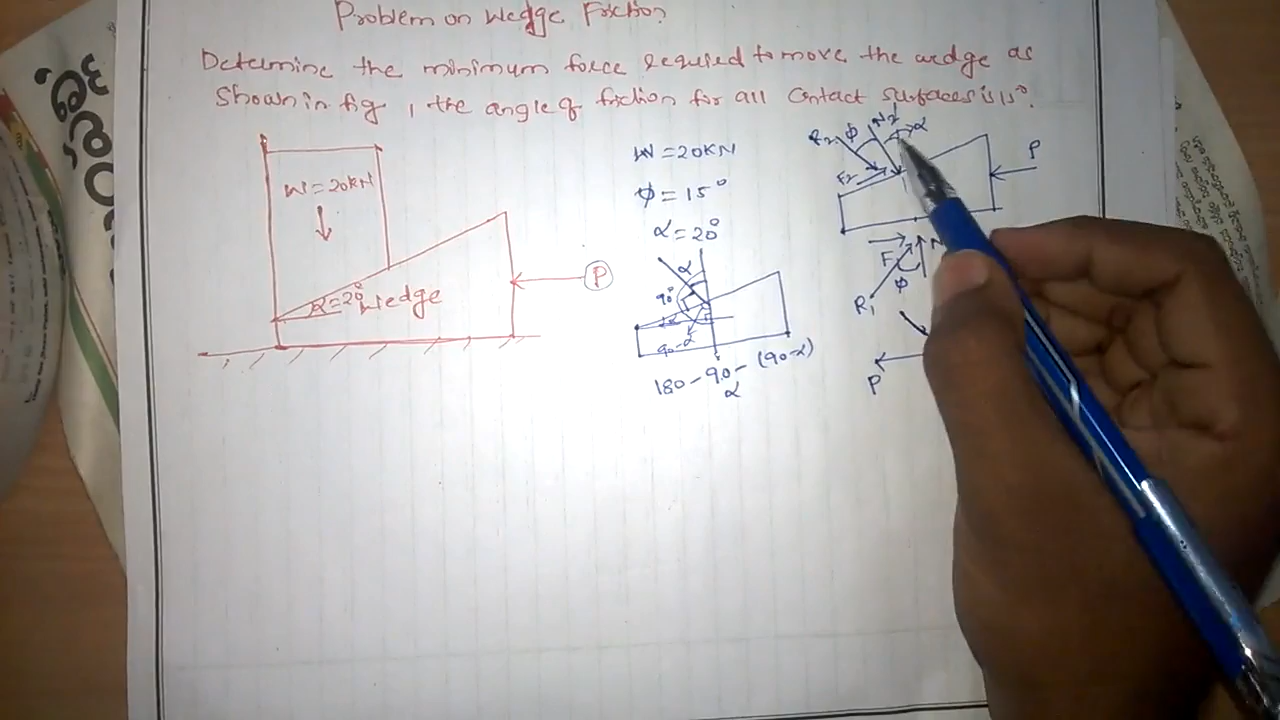 Problem on Wedge Friction
Determine the minimum force required to move the wedge as
Shown in fig , the angle of friction for all contact surfaces is 15°.
W = 20KN
α = 20°
Wedge
P
W = 20KN
ϕ = 15°
α = 20°
α
90°
90-α
180 - 90 - (90-α)
α
R2
ϕ
N2
α
F2
P
F
N
ϕ
R1
P